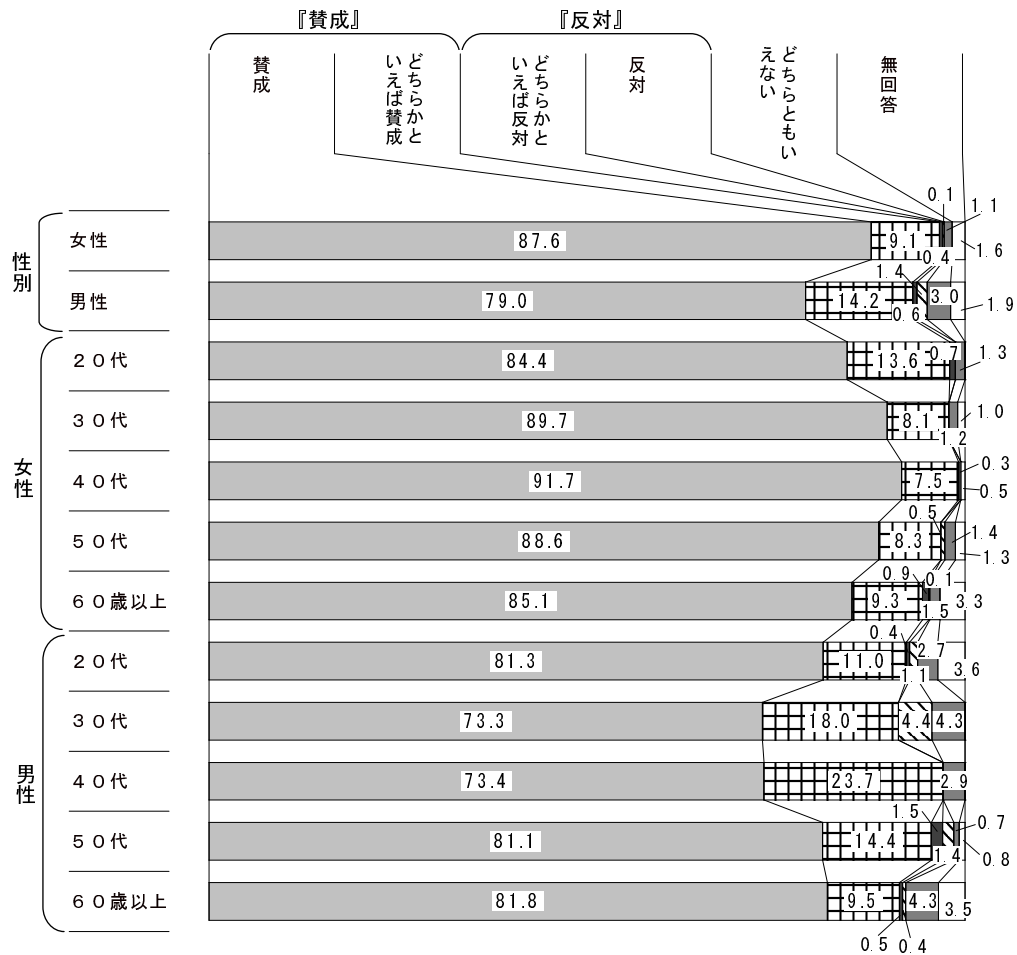 『賛成』 『反対』
賛成
どちらかと
いえば賛成
どちらかと
いえば反対
反対
どちらともい
えない
無回答
性別
女性 87.6 9.1 0.4 0.1 1.1 1.6
男性 79.0 14.2 0.6 1.4 3.0 1.9
女性
20代 84.4 13.6 0.7 1.3
30代 89.7 8.1 1.2 1.0
40代 91.7 7.5 0.3 0.5
50代 88.6 8.3 0.5 1.4 1.3
60歳以上 85.1 9.3 0.9 0.1 1.5 3.3
男性
20代 81.3 11.0 0.4 1.1 2.7 3.6
30代 73.3 18.0 4.4 4.3
40代 73.4 23.7 2.9
50代 81.1 14.4 1.5 1.4 0.7 0.8
60歳以上 81.8 9.5 0.5 0.4 4.3 3.5